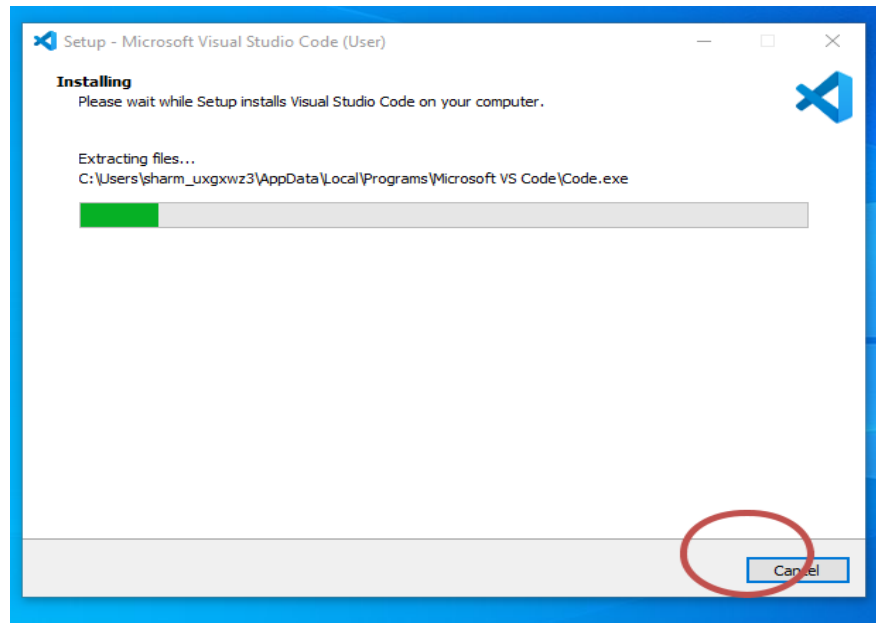 Setup - Microsoft Visual Studio Code (User)
Installing
Please wait while Setup installs Visual Studio Code on your computer.
Extracting files...
C:\Users\sharm_uxgxwz3\AppData\Local\Programs\Microsoft VS Code\Code.exe
Cancel